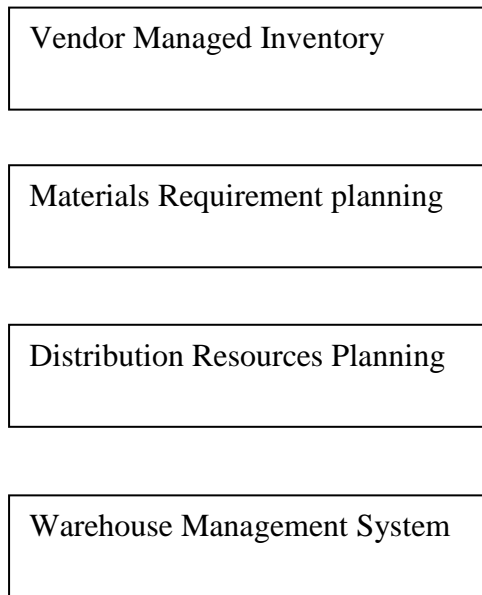 Vendor Managed Inventory
Materials Requirement planning
Distribution Resources Planning
Warehouse Management System